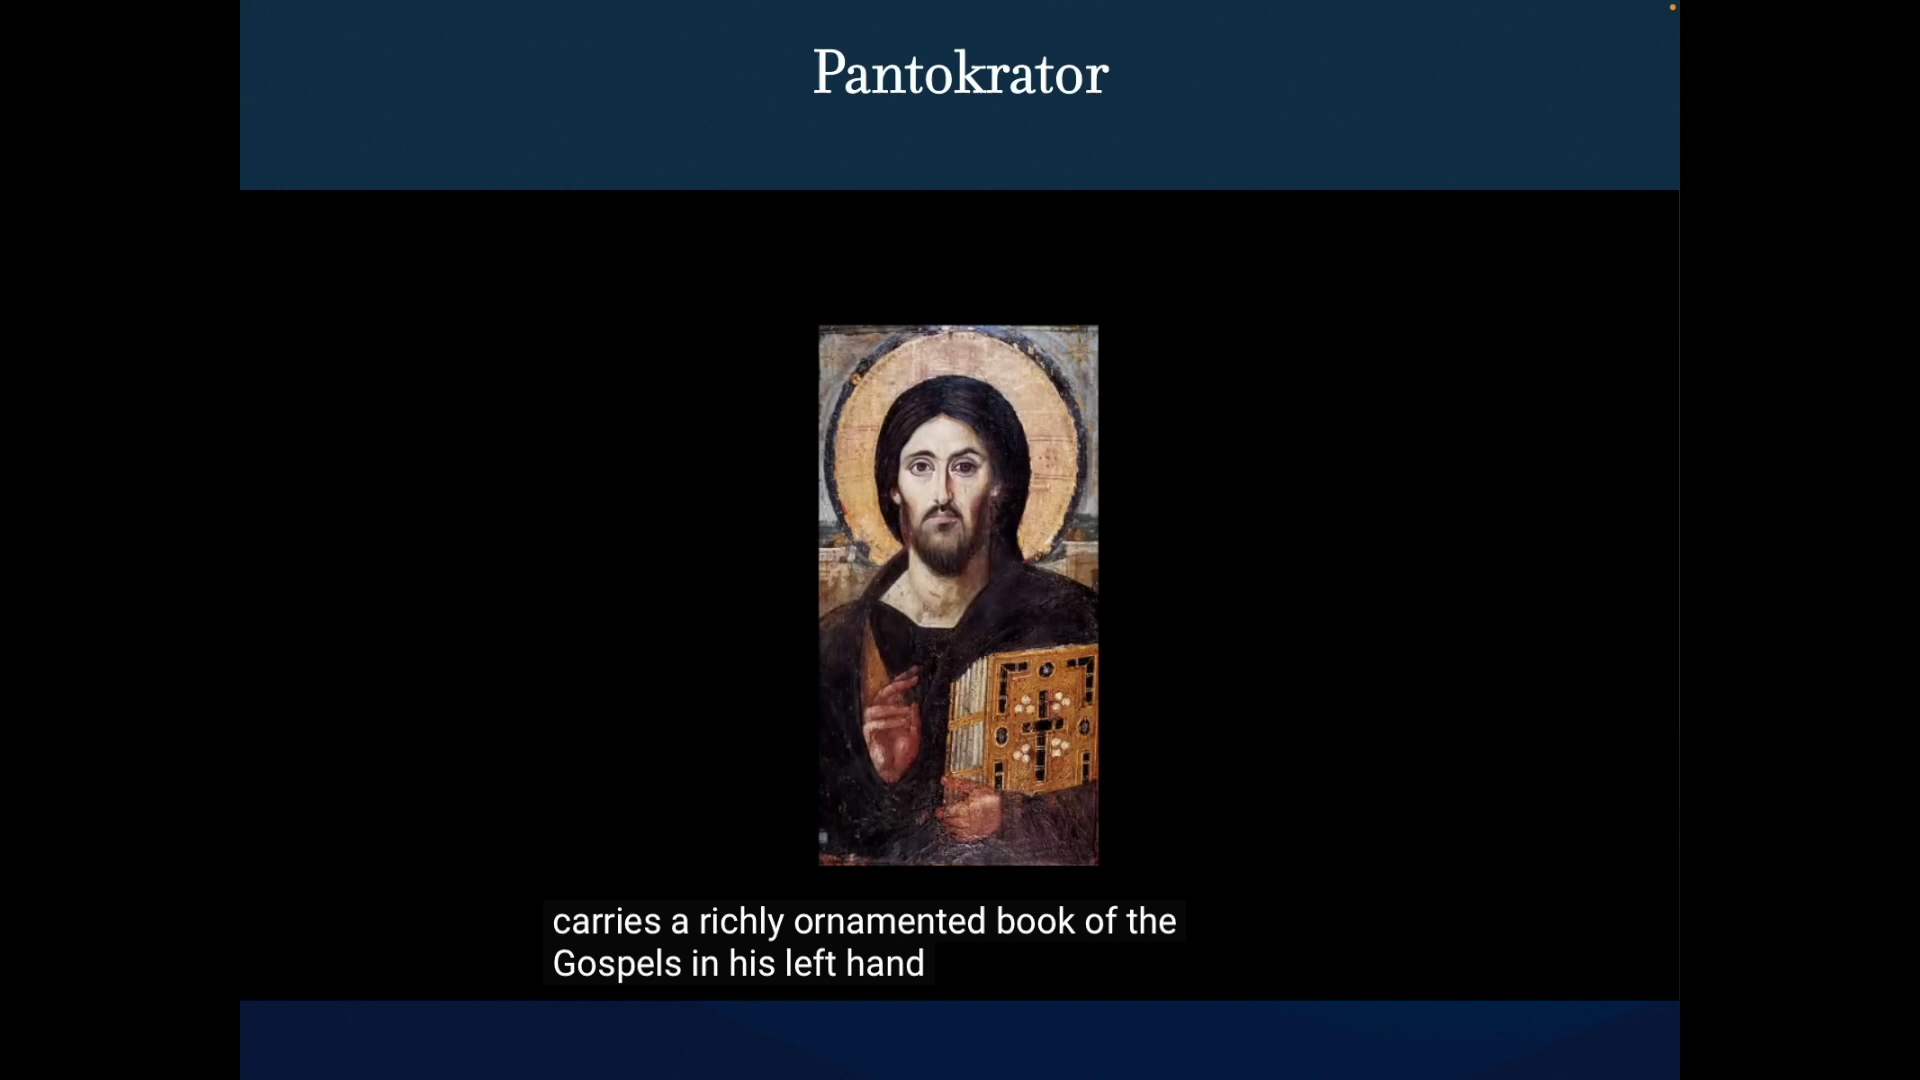 Pantokrator
carries a richly ornamented book of the
Gospels in his left hand